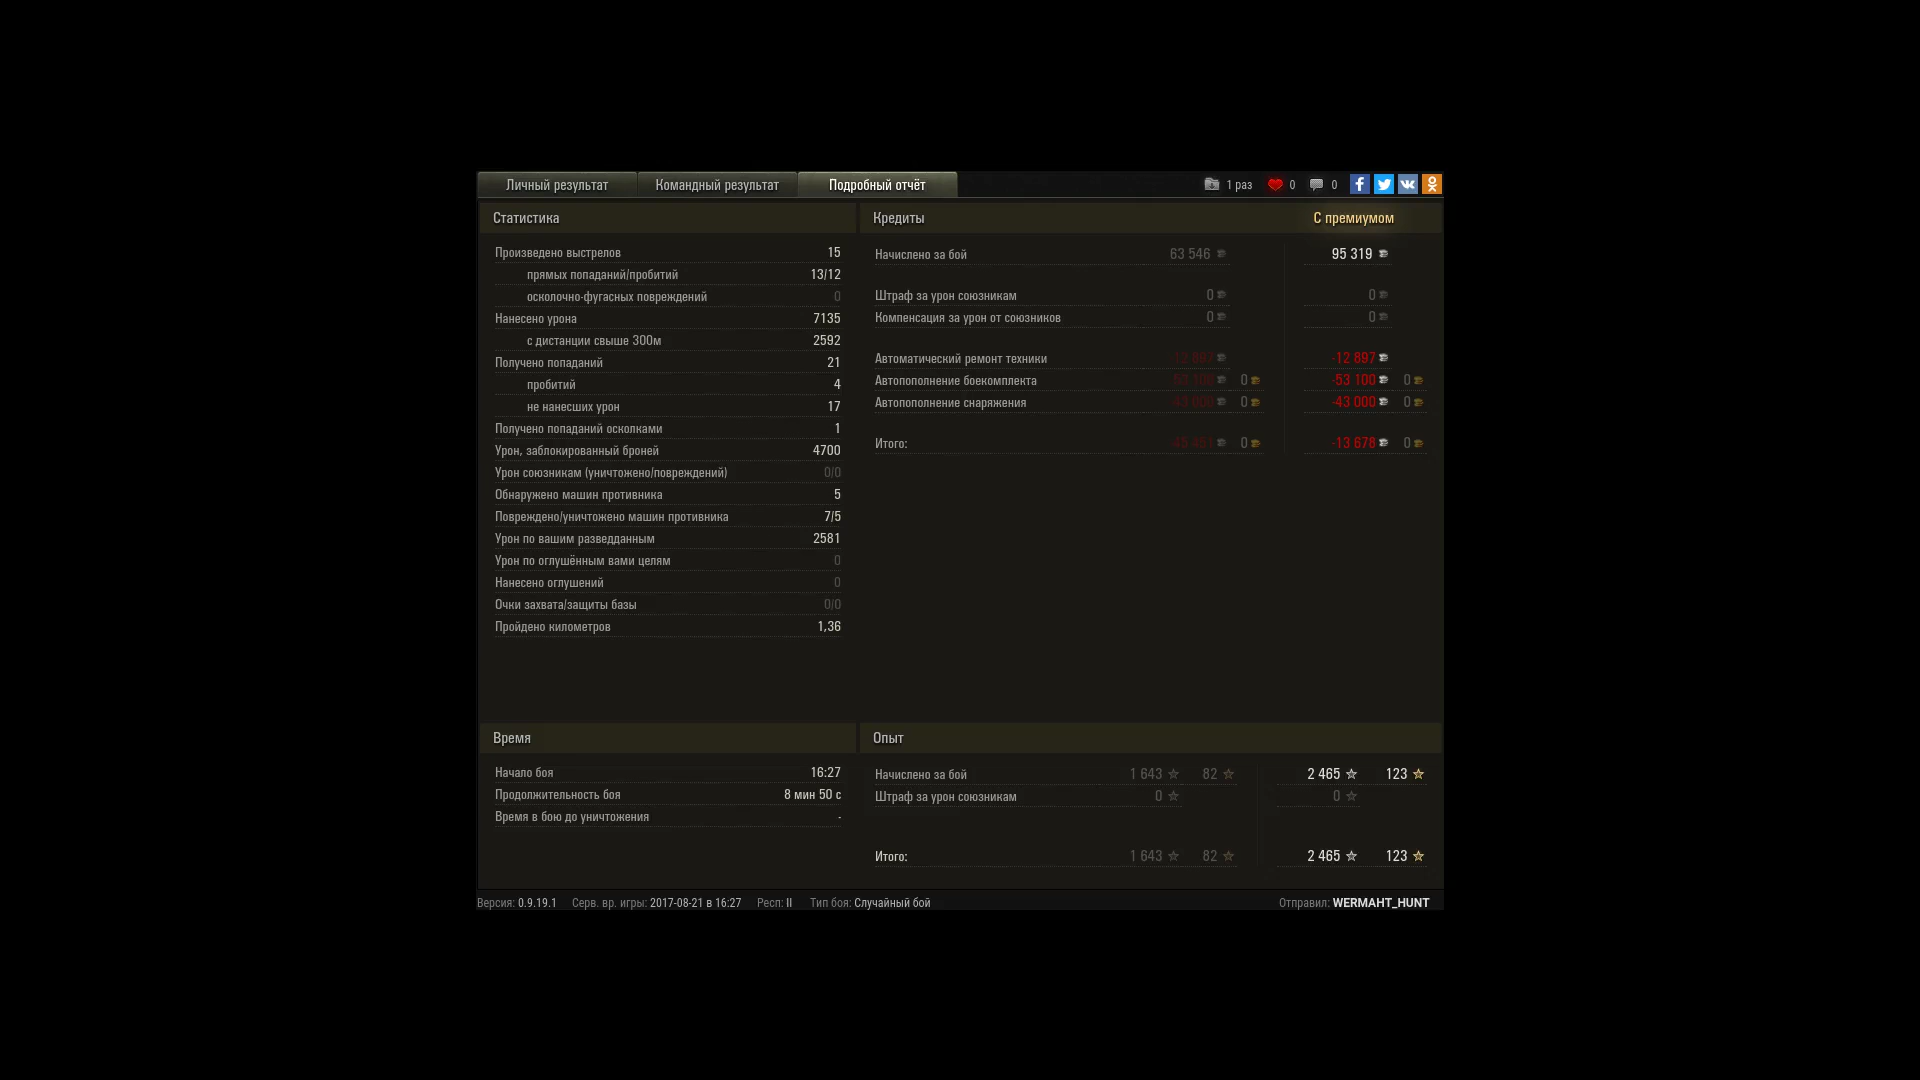 Личный результат Командный результат Подробный отчёт 1 раз 0 0
Статистика
Произведено выстрелов 15
прямых попаданий/пробитий 13/12
осколочно-фугасных повреждений 0
Нанесено урона 7135
с дистанции свыше 300м 2592
Получено попаданий 21
пробитий 4
не нанесших урон 17
Получено попаданий осколками 1
Урон, заблокированный броней 4700
Урон союзникам (уничтожено/повреждений) 0/0
Обнаружено машин противника 5
Повреждено/уничтожено машин противника 7/5
Урон по вашим разведданным 2581
Урон по оглушённым вами целям 0
Нанесено оглушений 0
Очки захвата/защиты базы 0/0
Пройдено километров 1,36
Кредиты С премиумом
Начислено за бой 63 546 95 319
Штраф за урон союзникам 0 0
Компенсация за урон от союзников 0 0
Автоматический ремонт техники -12 897 -12 897
Автопополнение боекомплекта -53 100 0 -53 100 0
Автопополнение снаряжения -43 000 0 -43 000 0
Итого: -45 451 0 -13 678 0
Время
Начало боя 16:27
Продолжительность боя 8 мин 50 с
Время в бою до уничтожения -
Опыт
Начислено за бой 1 643 82 2 465 123
Штраф за урон союзникам 0 0
Итого: 1 643 82 2 465 123
Версия: 0.9.19.1 Серв. вр. игры: 2017-08-21 в 16:27 Респ: II Тип боя: Случайный бой Отправил: WERMAHT_HUNT